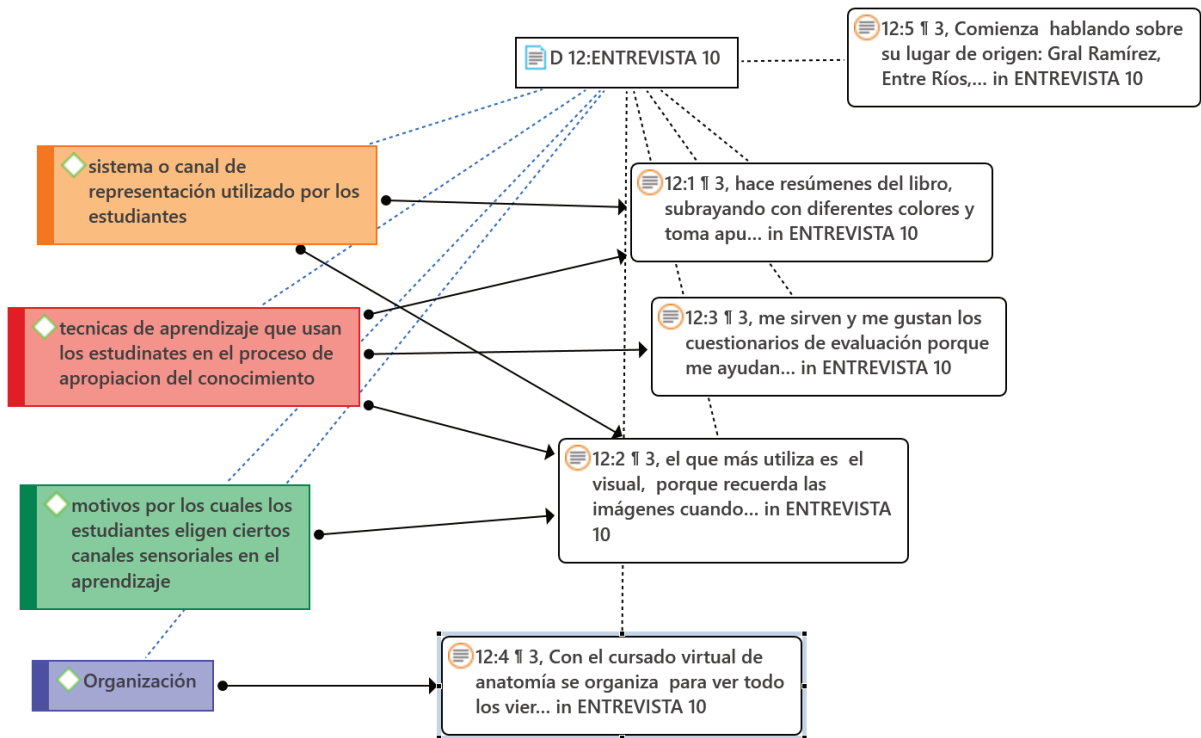 D 12:ENTREVISTA 10
12:5 ¶ 3, Comienza hablando sobre
su lugar de origen: Gral Ramírez,
Entre Ríos,... in ENTREVISTA 10
sistema o canal de
representación utilizado por los
estudiantes
12:1 ¶ 3, hace resúmenes del libro,
subrayando con diferentes colores y
toma apu... in ENTREVISTA 10
tecnicas de aprendizaje que usan
los estudinates en el proceso de
apropiacion del conocimiento
12:3 ¶ 3, me sirven y me gustan los
cuestionarios de evaluación porque
me ayudan... in ENTREVISTA 10
12:2 ¶ 3, el que más utiliza es el
visual, porque recuerda las
imágenes cuando... in ENTREVISTA
10
motivos por los cuales los
estudiantes eligen ciertos
canales sensoriales en el
aprendizaje
Organización
12:4 ¶ 3, Con el cursado virtual de
anatomía se organiza para ver todo
los vier... in ENTREVISTA 10